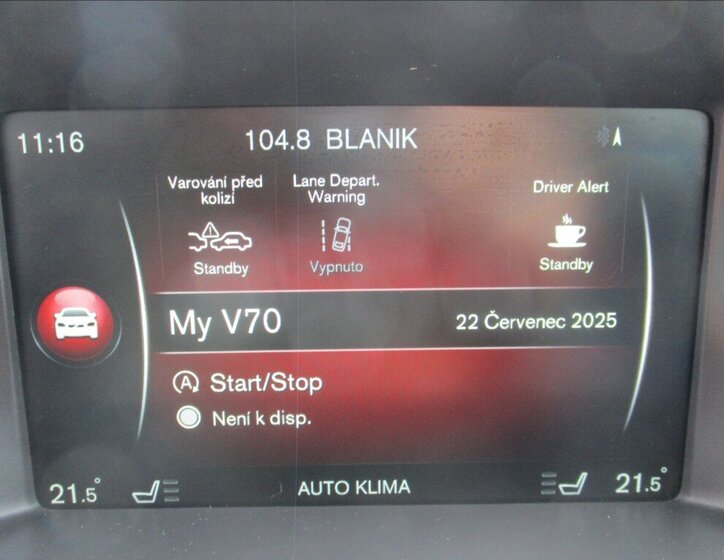 11:16
104.8 BLANIK
Varování před
kolizí
Standby
Lane Depart.
Warning
Vypnuto
Driver Alert
Standby
My V70
22 Červenec 2025
A Start/Stop
Není k disp.
21.5°
AUTO KLIMA
21.5°